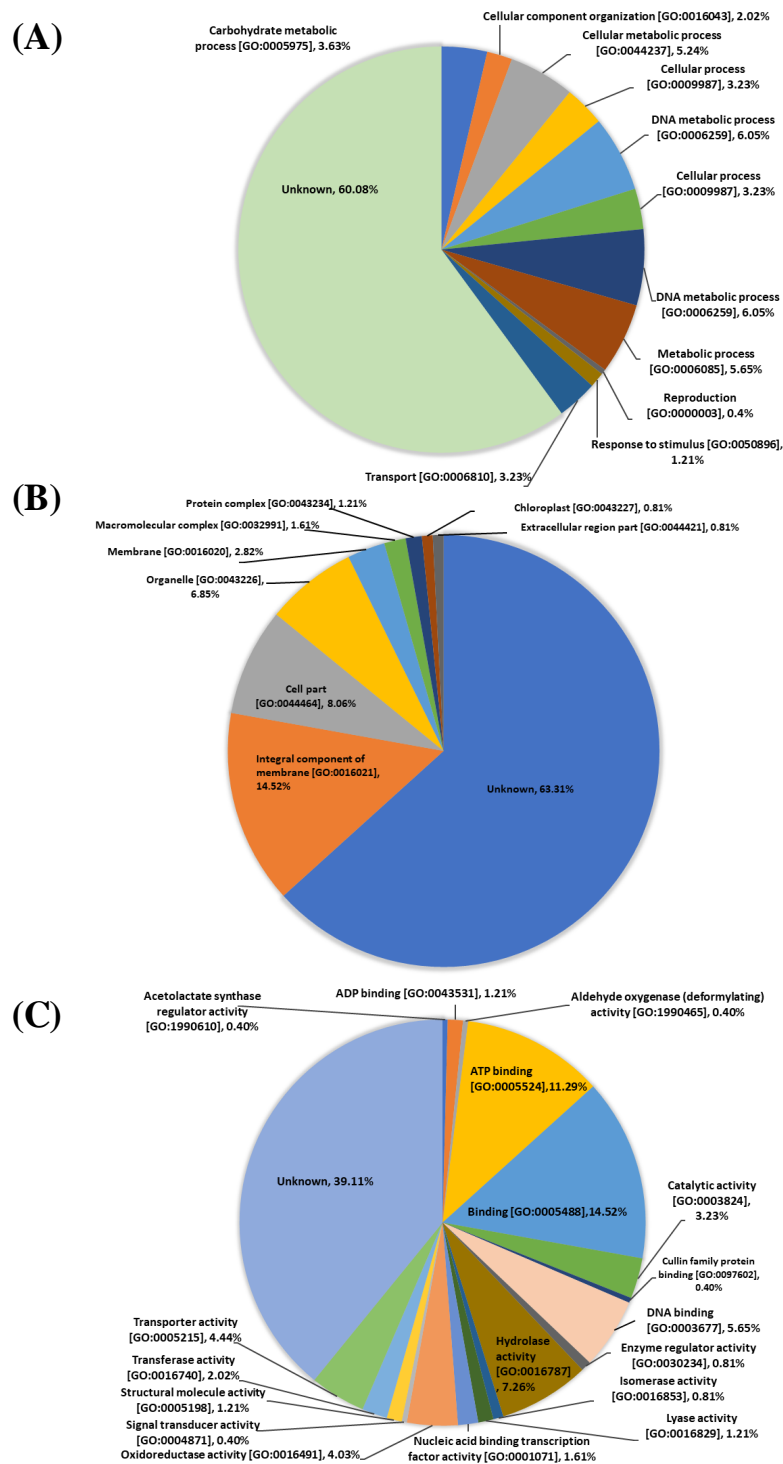 (A)
Carbohydrate metabolic
process [GO:0005975], 3.63%
Cellular component organization [GO:0016043], 2.02%
Cellular metabolic process
[GO:0044237], 5.24%
Cellular process
[GO:0009987], 3.23%
DNA metabolic process
[GO:0006259], 6.05%
Cellular process
[GO:0009987], 3.23%
DNA metabolic process
[GO:0006259], 6.05%
Metabolic process
[GO:0006085], 5.65%
Reproduction
[GO:0000003], 0.4%
Response to stimulus [GO:0050896],
1.21%
Transport [GO:0006810], 3.23%
Unknown, 60.08%
(B)
Protein complex [GO:0043234], 1.21%
Macromolecular complex [GO:0032991], 1.61%
Membrane [GO:0016020], 2.82%
Organelle [GO:0043226],
6.85%
Chloroplast [GO:0043227], 0.81%
Extracellular region part [GO:0044421], 0.81%
Cell part
[GO:0044464], 8.06%
Integral component of
membrane [GO:0016021],
14.52%
Unknown, 63.31%
(C)
Acetolactate synthase
regulator activity
[GO:1990610], 0.40%
ADP binding [GO:0043531], 1.21%
Aldehyde oxygenase (deformylating)
activity [GO:1990465], 0.40%
ATP binding
[GO:0005524],11.29%
Binding [GO:0005488],14.52%
Catalytic activity
[GO:0003824],
3.23%
Cullin family protein
binding [GO:0097602],
0.40%
DNA binding
[GO:0003677], 5.65%
Enzyme regulator activity
[GO:0030234], 0.81%
Isomerase activity
[GO:0016853], 0.81%
Lyase activity
[GO:0016829], 1.21%
Hydrolase
activity
[GO:0016787]
, 7.26%
Nucleic acid binding transcription
factor activity [GO:0001071], 1.61%
Oxidoreductase activity [GO:0016491], 4.03%
Signal transducer activity
[GO:0004871], 0.40%
Structural molecule activity
[GO:0005198], 1.21%
Transferase activity
[GO:0016740], 2.02%
Transporter activity
[GO:0005215], 4.44%
Unknown, 39.11%